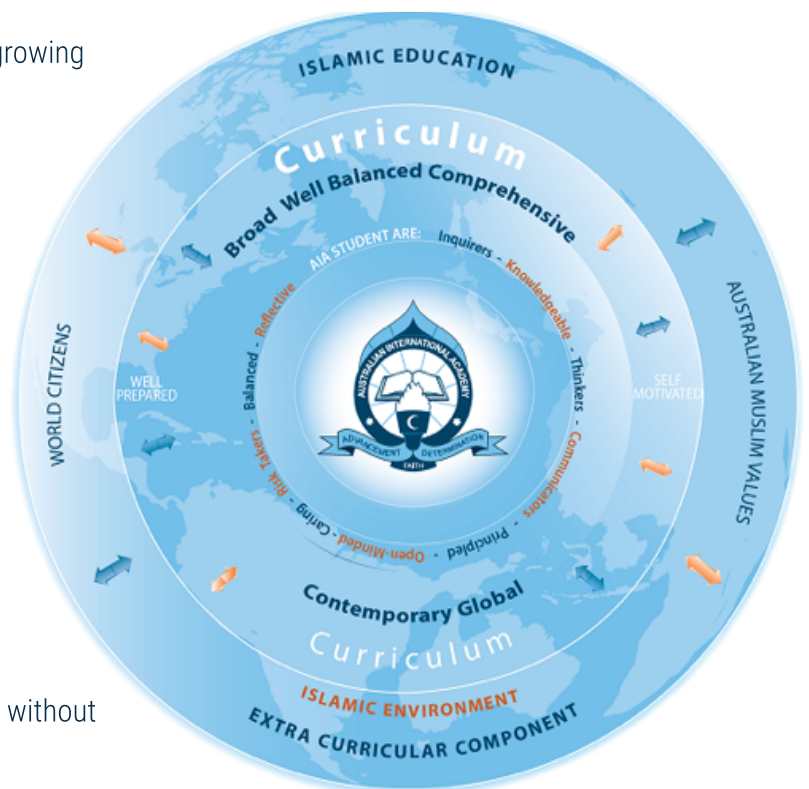 growing
ISLAMIC EDUCATION
Curriculum
Broad Well Balanced Comprehensive
AIA STUDENT ARE: Inquirers - Knowledgeable - Thinkers - Communicators - Principled - Open-Minded - Caring - Risk Takers - Balanced - Reflective
WORLD CITIZENS
WELL
PREPARED
AUSTRALIAN INTERNATIONAL ACADEMY
ADVANCEMENT
DETERMINATION
FAITH
SELF
MOTIVATED
AUSTRALIAN MUSLIM VALUES
Contemporary Global
Curriculum
ISLAMIC ENVIRONMENT
EXTRA CURRICULAR COMPONENT
without